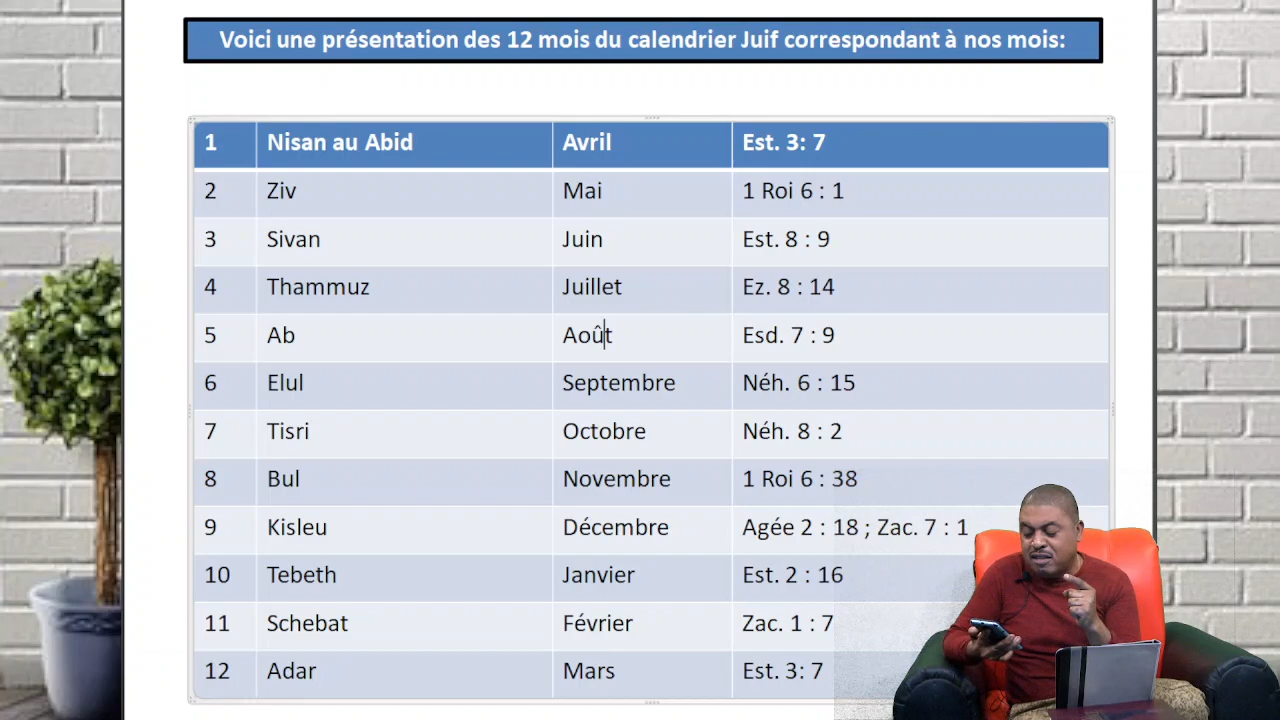 Voici une présentation des 12 mois du calendrier Juif correspondant à nos mois:
1 Nisan au Abid Avril Est. 3: 7
2 Ziv Mai 1 Roi 6 : 1
3 Sivan Juin Est. 8 : 9
4 Thammuz Juillet Ez. 8 : 14
5 Ab Août Esd. 7 : 9
6 Elul Septembre Néh. 6 : 15
7 Tisri Octobre Néh. 8 : 2
8 Bul Novembre 1 Roi 6 : 38
9 Kisleu Décembre Agée 2 : 18 ; Zac. 7 : 1
10 Tebeth Janvier Est. 2 : 16
11 Schebat Février Zac. 1 : 7
12 Adar Mars Est. 3: 7